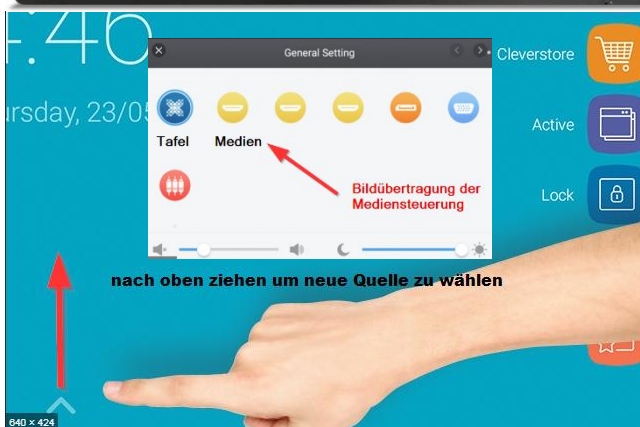 4:46
ursday, 23/05
General Setting
Tafel
Medien
Bildübertragung der
Mediensteuerung
nach oben ziehen um neue Quelle zu wählen
Cleverstore
Active
Lock
640 × 424